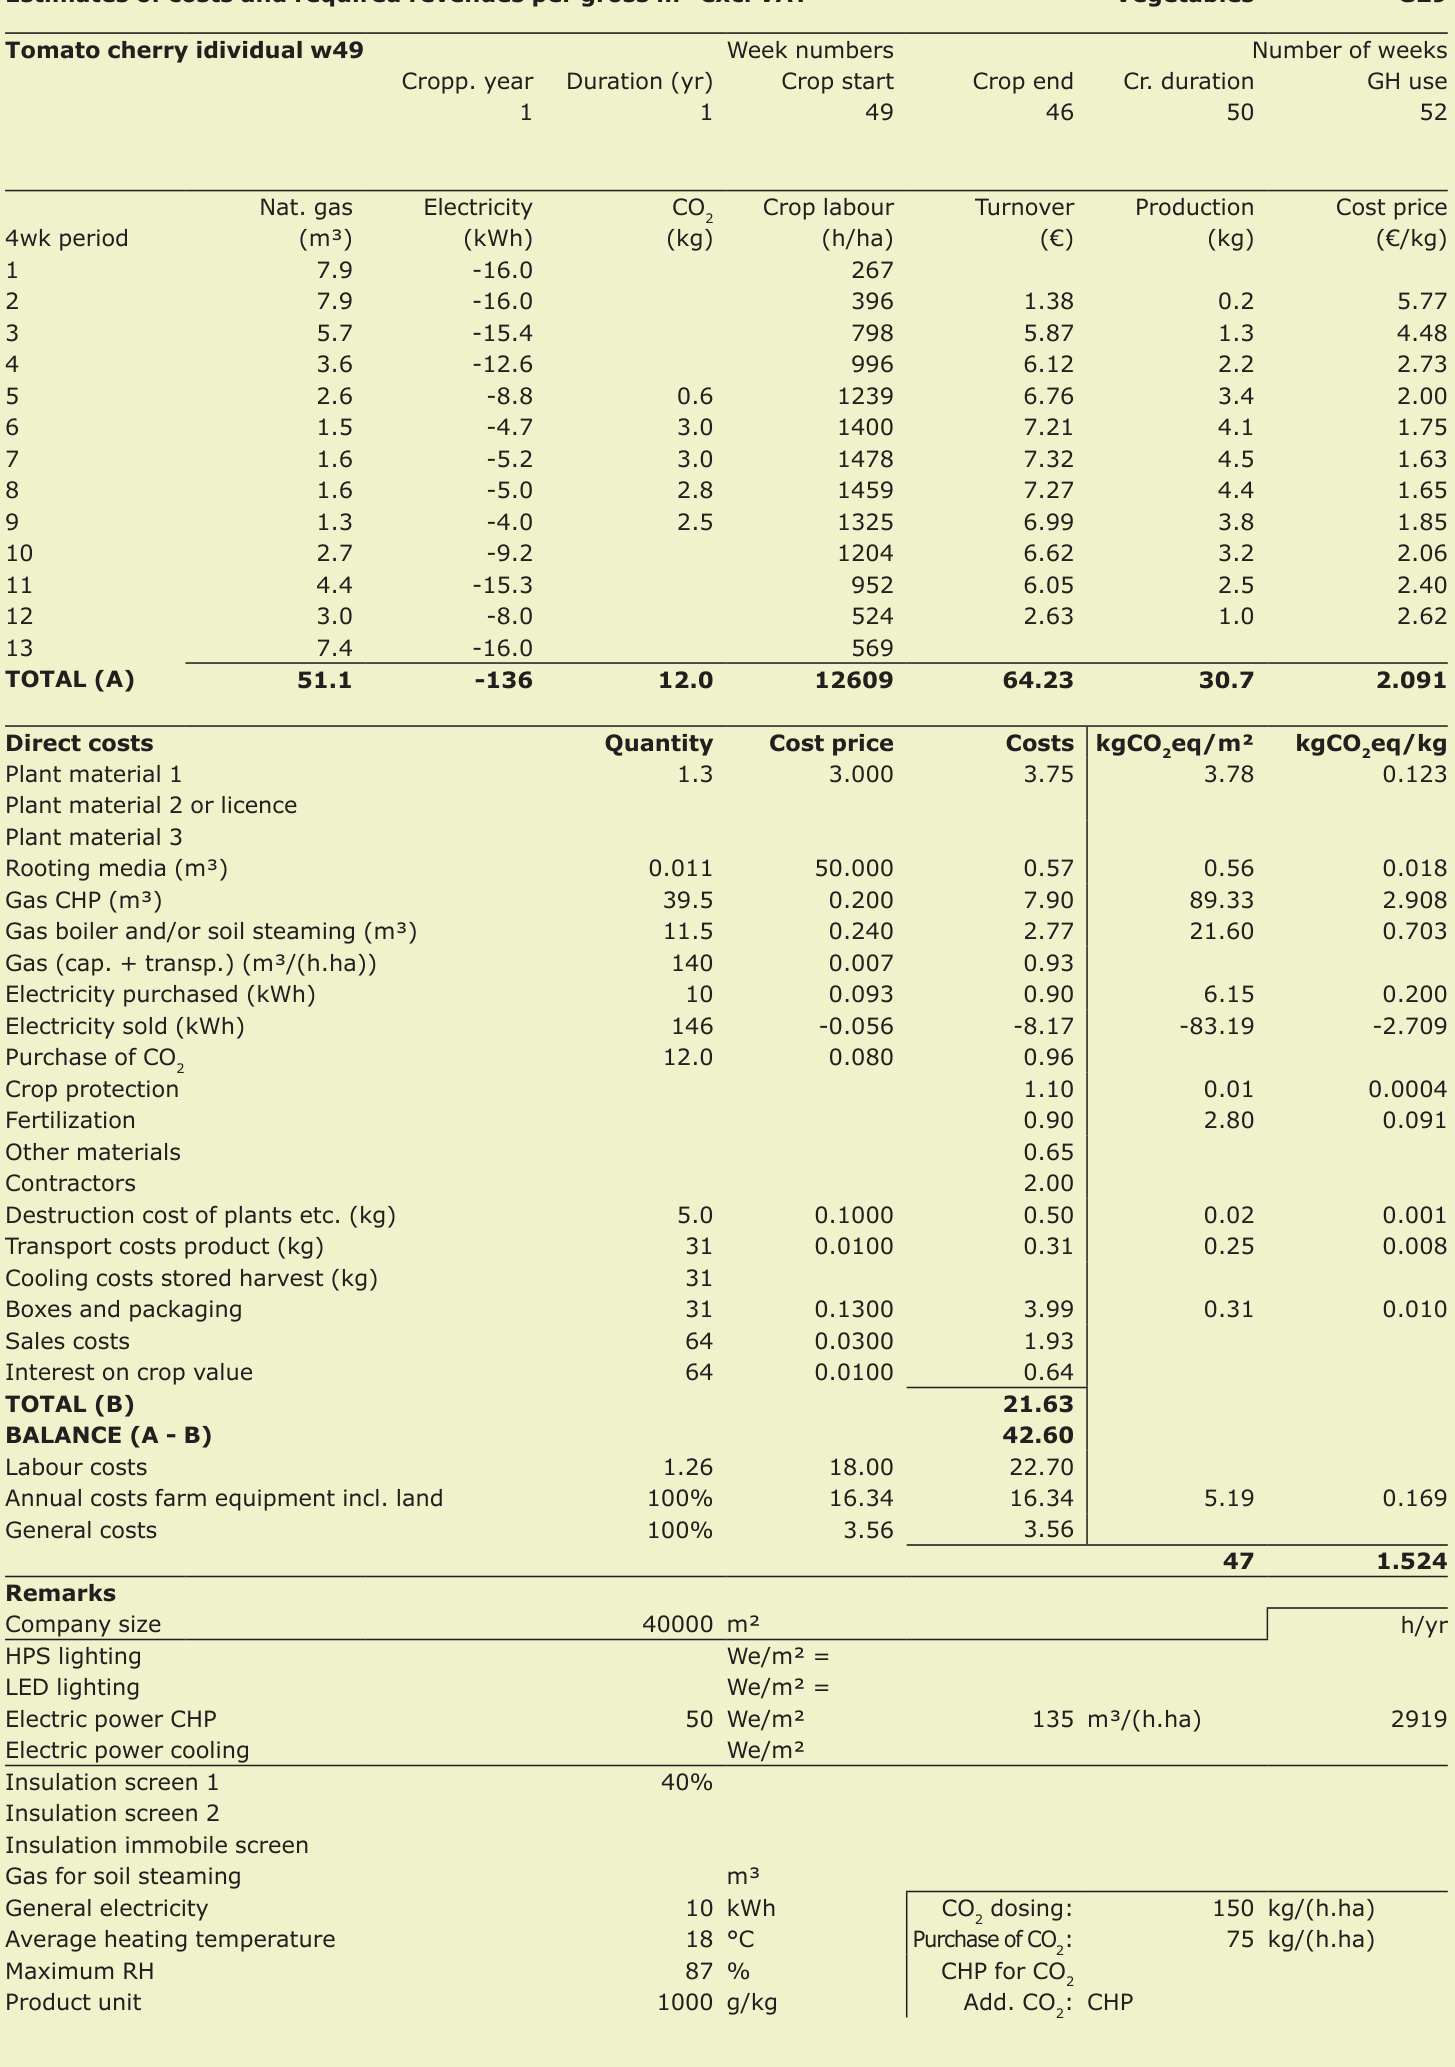 Estimates of costs and required revenues per gross m² excl VAT Vegetables
Tomato cherry idividual w49 Week numbers Number of weeks
Cropp. year Duration (yr) Crop start Crop end Cr. duration GH use
1 1 49 46 50 52
Nat. gas Electricity CO₂ Crop labour Turnover Production Cost price
4wk period (m³) (kWh) (kg) (h/ha) (€) (kg) (€/kg)
1 7.9 -16.0 267
2 7.9 -16.0 396 1.38 0.2 5.77
3 5.7 -15.4 798 5.87 1.3 4.48
4 3.6 -12.6 996 6.12 2.2 2.73
5 2.6 -8.8 0.6 1239 6.76 3.4 2.00
6 1.5 -4.7 3.0 1400 7.21 4.1 1.75
7 1.6 -5.2 3.0 1478 7.32 4.5 1.63
8 1.6 -5.0 2.8 1459 7.27 4.4 1.65
9 1.3 -4.0 2.5 1325 6.99 3.8 1.85
10 2.7 -9.2 1204 6.62 3.2 2.06
11 4.4 -15.3 952 6.05 2.5 2.40
12 3.0 -8.0 524 2.63 1.0 2.62
13 7.4 -16.0 569
TOTAL (A) 51.1 -136 12.0 12609 64.23 30.7 2.091
Direct costs Quantity Cost price Costs kgCO₂eq/m² kgCO₂eq/kg
Plant material 1 1.3 3.000 3.75 3.78 0.123
Plant material 2 or licence
Plant material 3
Rooting media (m³) 0.011 50.000 0.57 0.56 0.018
Gas CHP (m³) 39.5 0.200 7.90 89.33 2.908
Gas boiler and/or soil steaming (m³) 11.5 0.240 2.77 21.60 0.703
Gas (cap. + transp.) (m³/(h.ha)) 140 0.007 0.93
Electricity purchased (kWh) 10 0.093 0.90 6.15 0.200
Electricity sold (kWh) 146 -0.056 -8.17 -83.19 -2.709
Purchase of CO₂ 12.0 0.080 0.96
Crop protection 1.10 0.01 0.0004
Fertilization 0.90 2.80 0.091
Other materials 0.65
Contractors 2.00
Destruction cost of plants etc. (kg) 5.0 0.1000 0.50 0.02 0.001
Transport costs product (kg) 31 0.0100 0.31 0.25 0.008
Cooling costs stored harvest (kg) 31
Boxes and packaging 31 0.1300 3.99 0.31 0.010
Sales costs 64 0.0300 1.93
Interest on crop value 64 0.0100 0.64
TOTAL (B) 21.63
BALANCE (A - B) 42.60
Labour costs 1.26 18.00 22.70
Annual costs farm equipment incl. land 100% 16.34 16.34 5.19 0.169
General costs 100% 3.56 3.56
47 1.524
Remarks
Company size 40000 m² h/yr
HPS lighting We/m² =
LED lighting We/m² =
Electric power CHP 50 We/m² 135 m³/(h.ha) 2919
Electric power cooling We/m²
Insulation screen 1 40%
Insulation screen 2
Insulation immobile screen
Gas for soil steaming m³
General electricity 10 kWh CO₂ dosing: 150 kg/(h.ha)
Average heating temperature 18 °C Purchase of CO₂: 75 kg/(h.ha)
Maximum RH 87 % CHP for CO₂
Product unit 1000 g/kg Add. CO₂: CHP